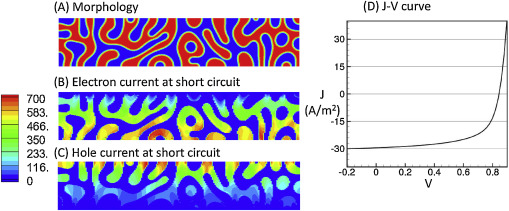 (A) Morphology
(B) Electron current at short circuit
700
583.
466.
350
233.
116.
0
(C) Hole current at short circuit
(D) J-V curve
J
(A/m²)
30
15
0
-15
-30
-0.2
0
0.2
0.4
0.6
0.8
V